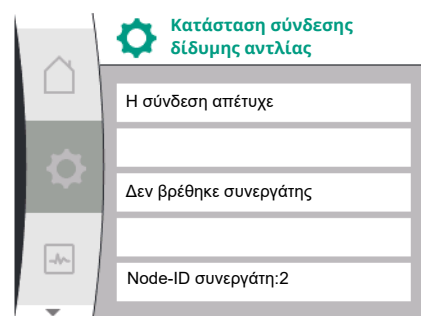 Κατάσταση σύνδεσης
δίδυμης αντλίας
Η σύνδεση απέτυχε
Δεν βρέθηκε συνεργάτης
Node-ID συνεργάτη:2